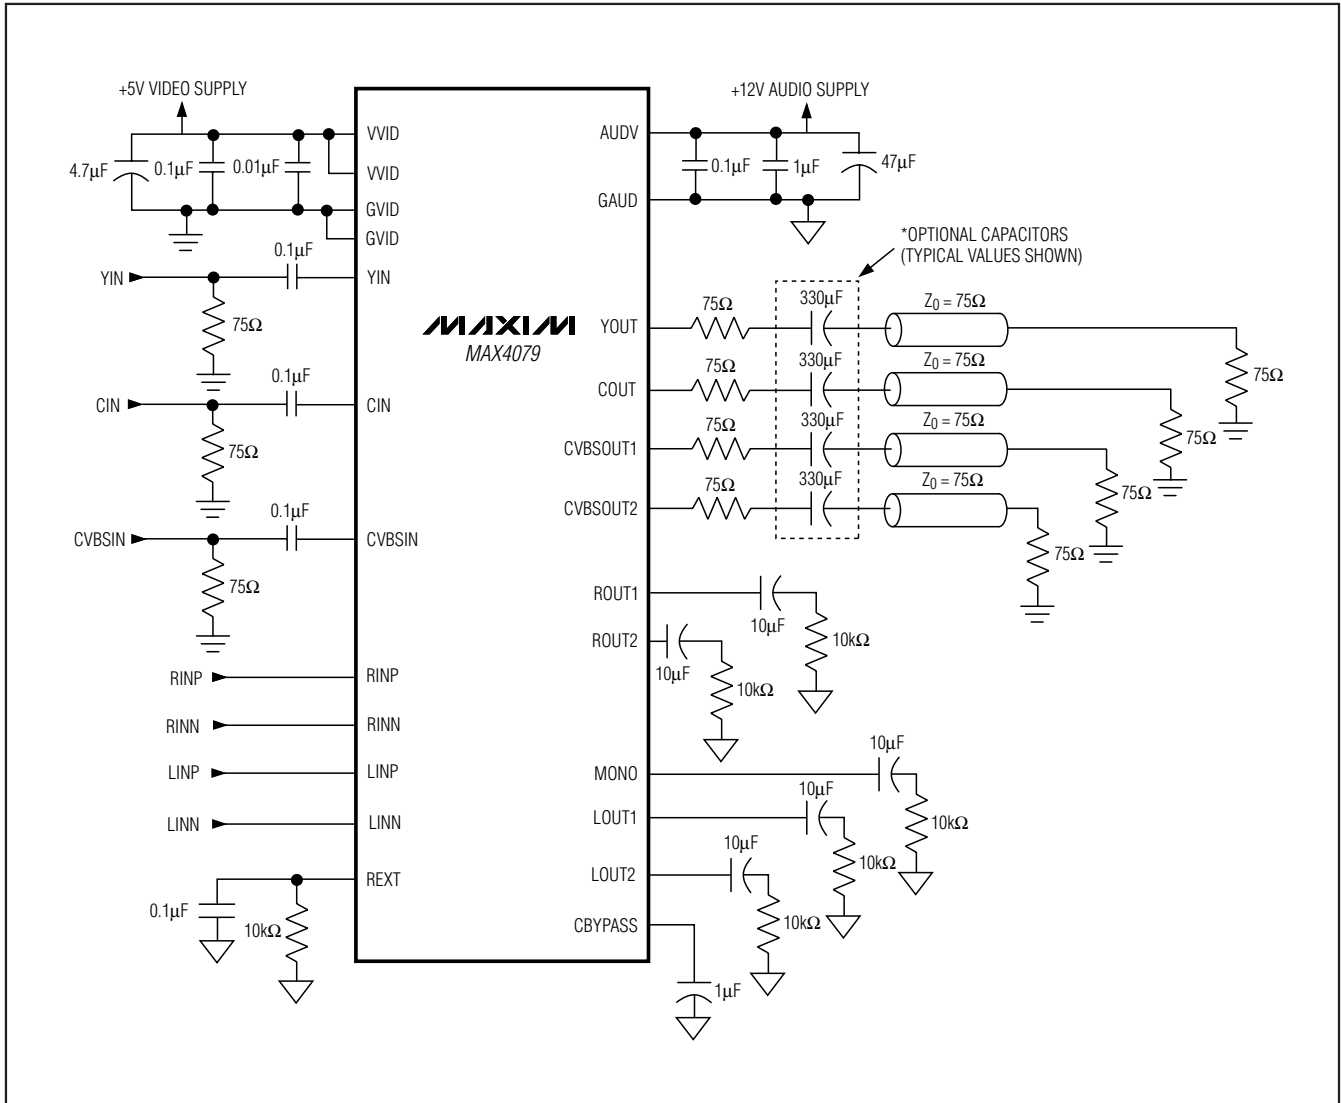 +5V VIDEO SUPPLY
4.7µF
0.1µF
0.01µF
VVID
VVID
GVID
GVID
YIN
0.1µF
YIN
75Ω
CIN
0.1µF
CIN
75Ω
CVBSIN
0.1µF
CVBSIN
75Ω
RINP
RINP
RINN
RINN
LINP
LINP
LINN
LINN
REXT
0.1µF
10kΩ
MAXIM
MAX4079
+12V AUDIO SUPPLY
AUDV
0.1µF
1µF
47µF
GAUD
*OPTIONAL CAPACITORS
(TYPICAL VALUES SHOWN)
YOUT
75Ω
330µF
Z0 = 75Ω
75Ω
COUT
75Ω
330µF
Z0 = 75Ω
75Ω
CVBSOUT1
75Ω
330µF
Z0 = 75Ω
75Ω
CVBSOUT2
75Ω
330µF
Z0 = 75Ω
75Ω
ROUT1
10µF
10kΩ
ROUT2
10µF
10kΩ
MONO
10µF
10kΩ
LOUT1
10µF
10kΩ
LOUT2
10µF
10kΩ
CBYPASS
1µF